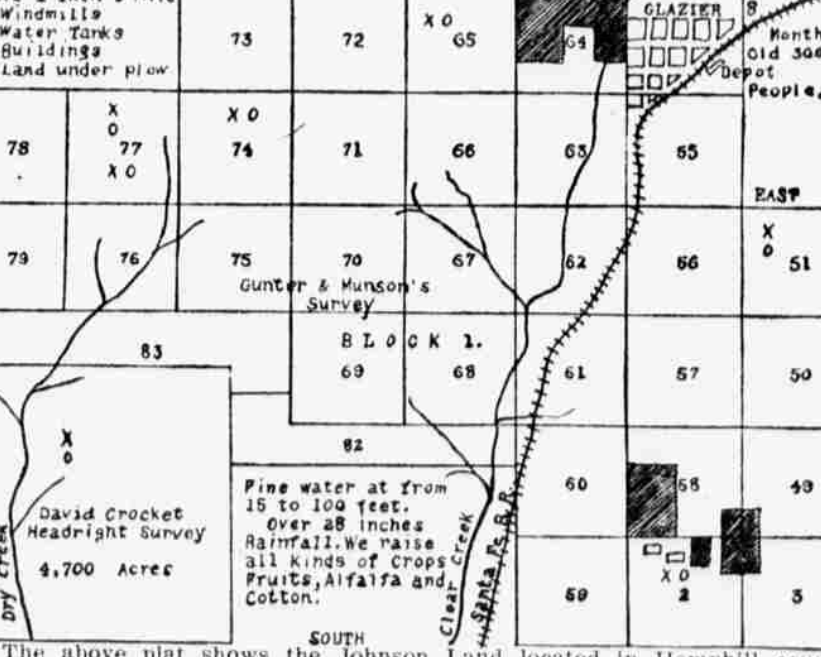 Windmills
Water Tanks
Buildings
Land under plow
73
72
X O
65
64
GLAZIER
8
Month
Old 300
Depot
People,
78
X
O
77
X O
X O
74
71
66
63
55
EAST
X
O
79
76
75
70
67
62
56
51
Gunter & Munson's
Survey
BLOCK 1.
83
69
68
61
57
50
82
X
O
David Crocket
Headright Survey
4,700 Acres
Dry Creek
Fine water at from
15 to 100 feet.
Over 28 inches
Rainfall. We raise
all Kinds of Crops
Fruits, Alfalfa and
Cotton.
Clear Creek
Santa Fe R.R.
60
58
49
59
X O
2
3
SOUTH
The above plat shows the Johnson Land located in Hemphill